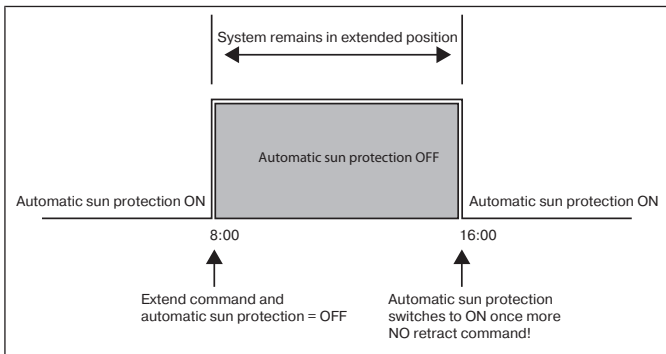 System remains in extended position
Automatic sun protection OFF
Automatic sun protection ON
Automatic sun protection ON
8:00
16:00
Extend command and
automatic sun protection = OFF
Automatic sun protection
switches to ON once more
NO retract command!